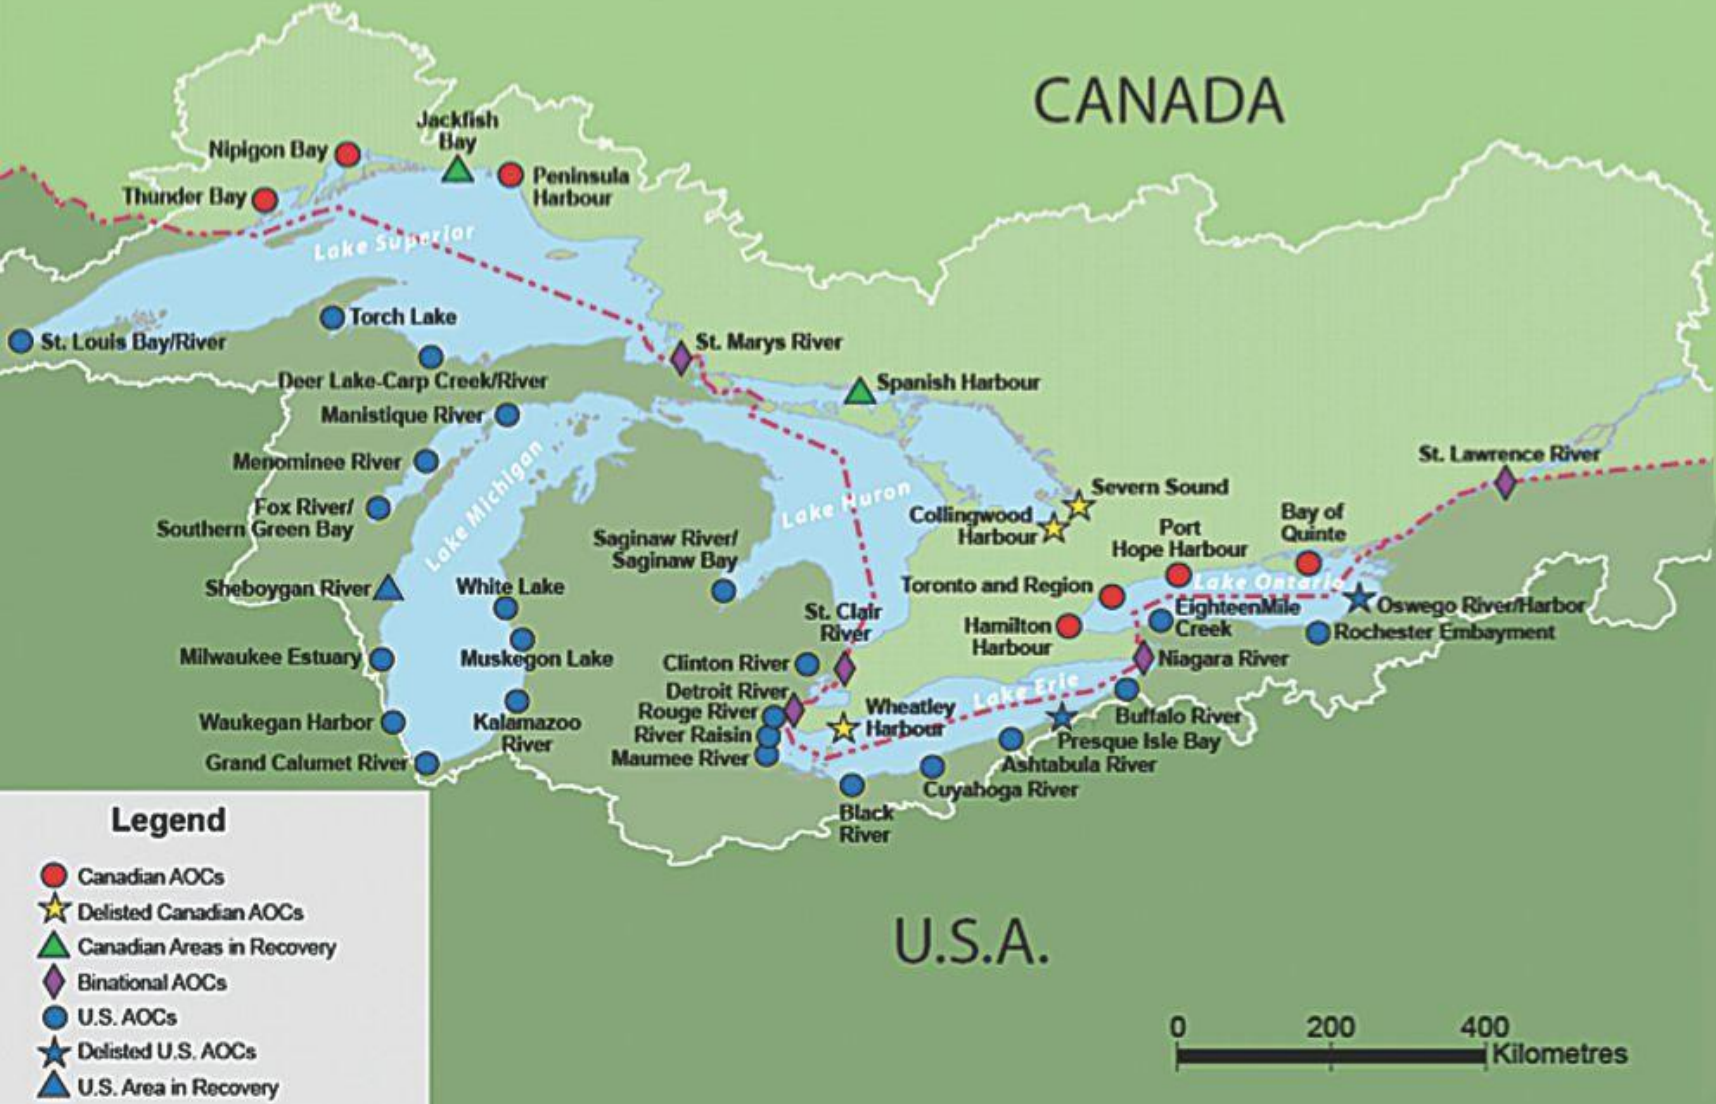 CANADA
Jackfish
Bay
Nipigon Bay
Peninsula
Harbour
Thunder Bay
Lake Superior
Torch Lake
St. Louis Bay/River
St. Marys River
Deer Lake-Carp Creek/River
Spanish Harbour
Manistique River
Menominee River
Lake Michigan
St. Lawrence River
Severn Sound
Lake Huron
Fox River/
Southern Green Bay
Collingwood
Harbour
Bay of
Quinte
Port
Hope Harbour
Saginaw River/
Saginaw Bay
Lake Ontario
Sheboygan River
White Lake
Toronto and Region
St. Clair
River
EighteenMile
Creek
Oswego River/Harbor
Hamilton
Harbour
Rochester Embayment
Milwaukee Estuary
Muskegon Lake
Clinton River
Niagara River
Detroit River
Lake Erie
Rouge River
Wheatley
Harbour
Waukegan Harbor
Kalamazoo
River
River Raisin
Buffalo River
Presque Isle Bay
Maumee River
Grand Calumet River
Ashtabula River
Cuyahoga River
Black
River
Legend
Canadian AOCs
Delisted Canadian AOCs
Canadian Areas in Recovery
Binational AOCs
U.S. AOCs
Delisted U.S. AOCs
U.S. Area in Recovery
U.S.A.
0 200 400
Kilometres